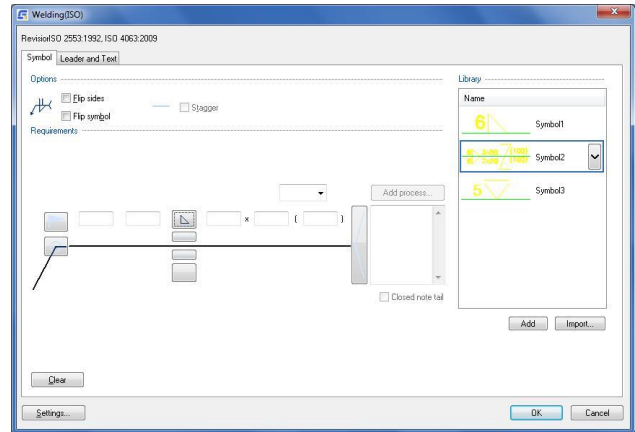 Welding(ISO)
RevisionISO 2553:1992, ISO 4063:2009
Symbol
Leader and Text
Options
Flip sides
Flip symbol
Stagger
Requirements
Add process...
x ( )
Closed note tail
Clear
Library
Name
6 Symbol1
Symbol2
5 Symbol3
Add
Import...
Settings...
OK
Cancel